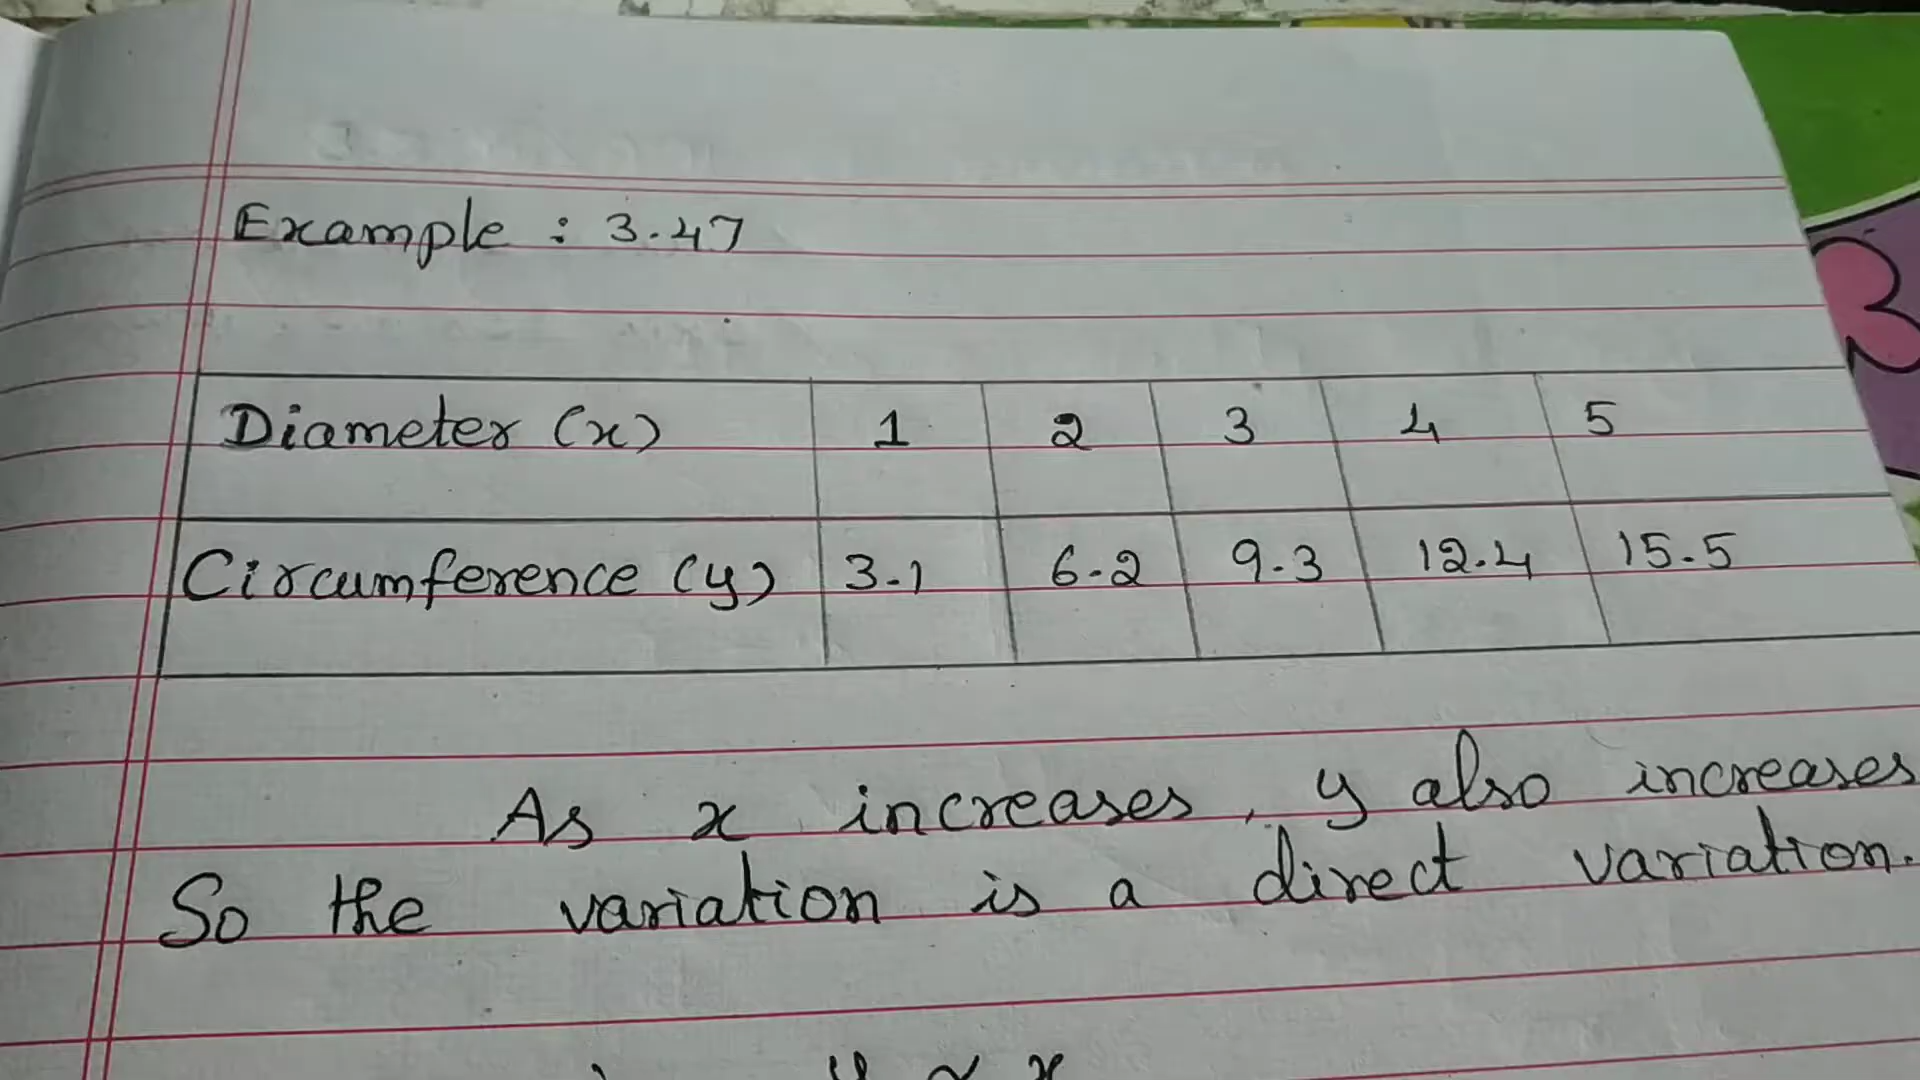 Example : 3.47
Diameter (x) 1 2 3 4 5
Circumference (y) 3.1 6.2 9.3 12.4 15.5
As x increases, y also increases
So the variation is a direct variation.
y ∝ x